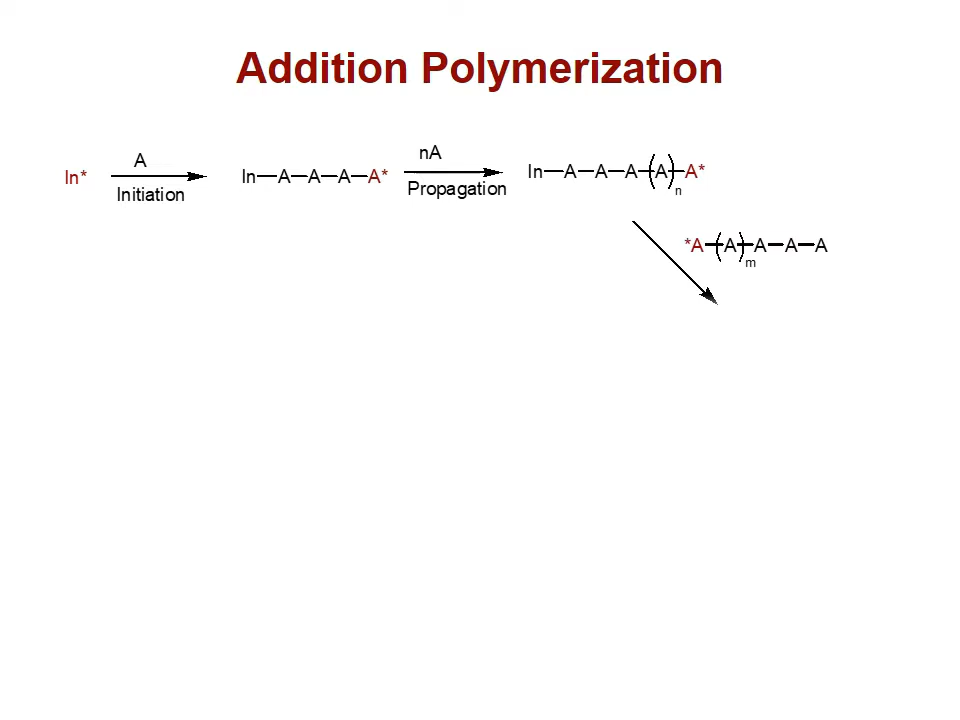 Addition Polymerization
In* A Initiation In—A—A—A—A* nA Propagation In—A—A—A—(A)n—A*
*A—(A)m—A—A—A